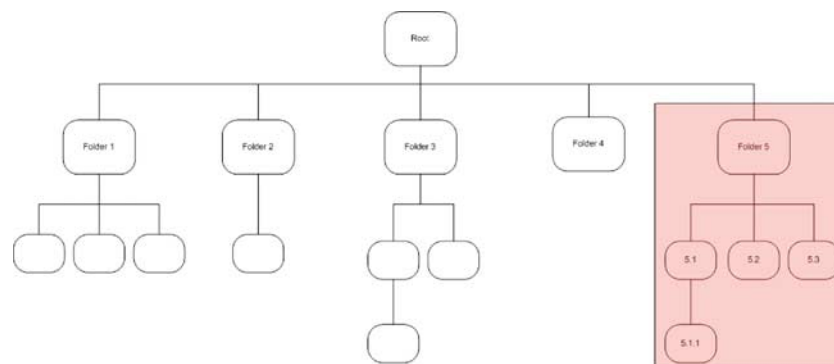 Root
Folder 1
Folder 2
Folder 3
Folder 4
Folder 5
5.1
5.2
5.3
5.1.1